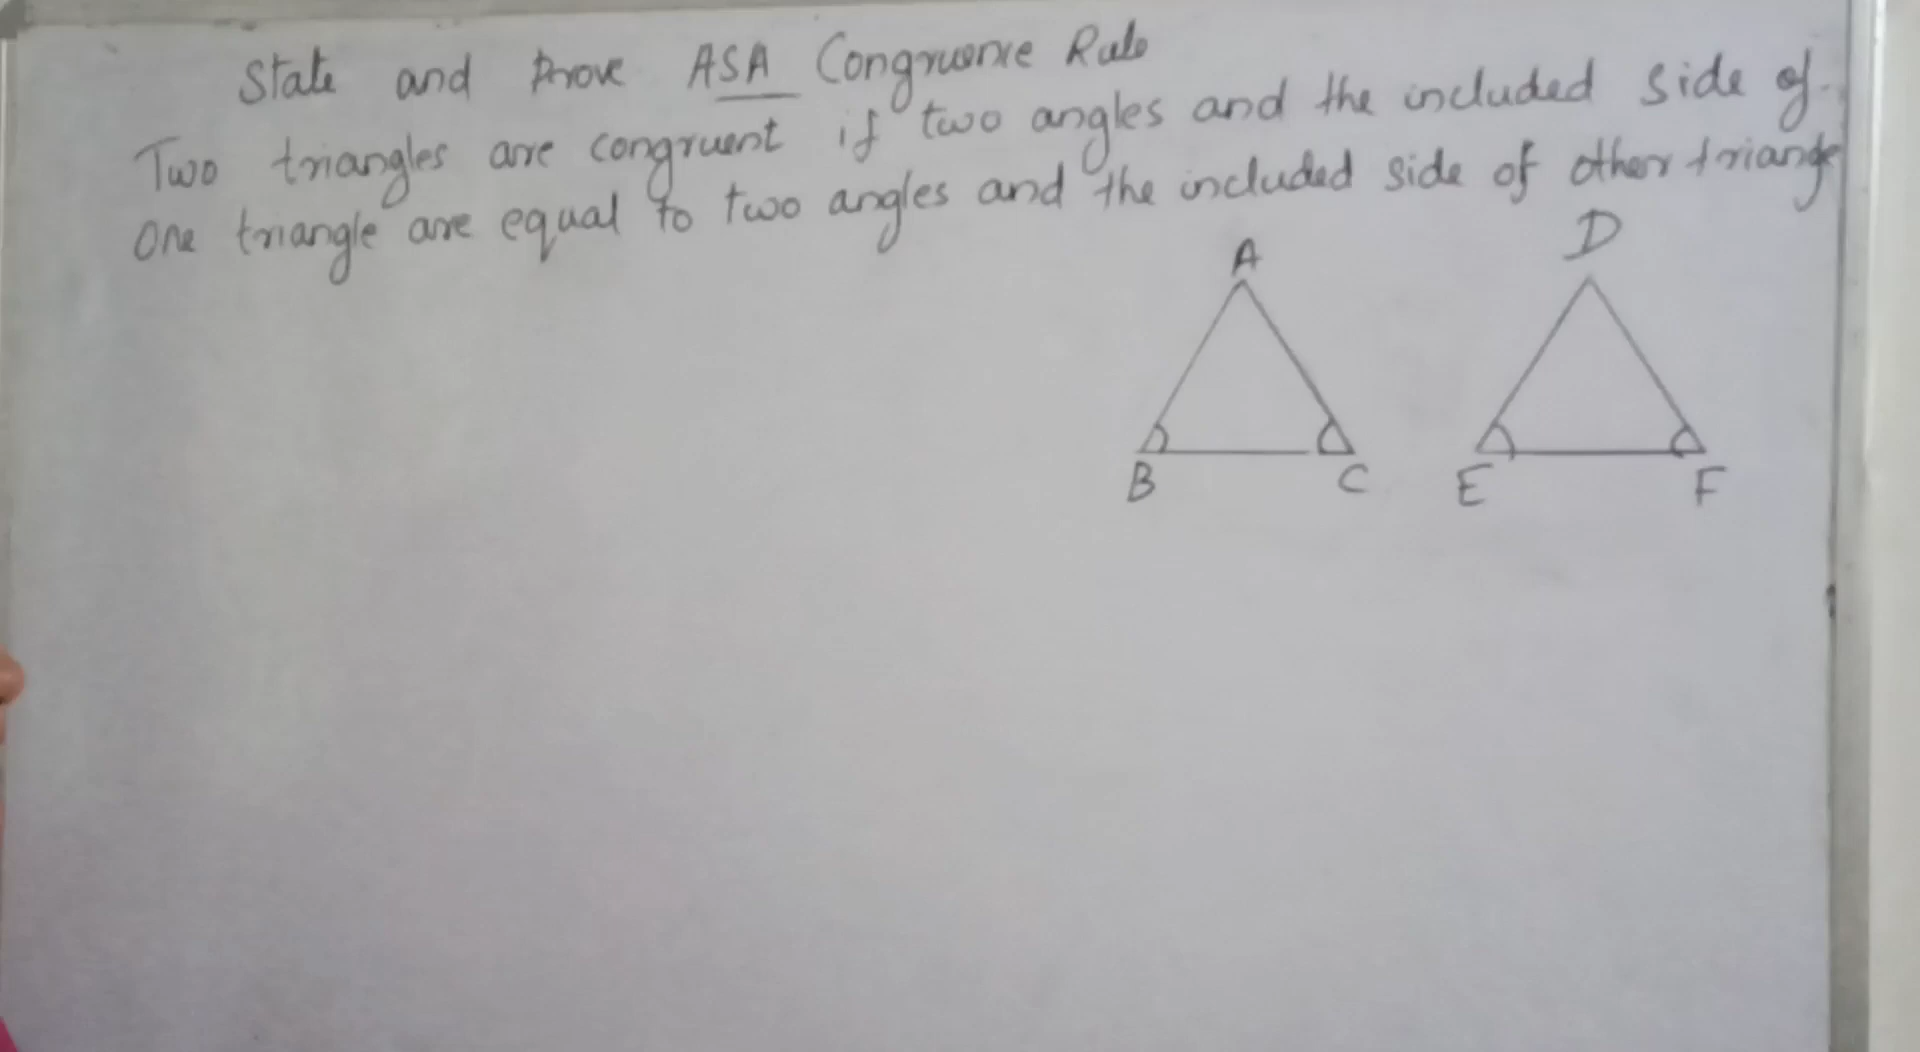 State and Prove ASA Congruence Rule
Two triangles are congruent if two angles and the included side of
one triangle are equal to two angles and the included side of other triangle
A D
B C E F